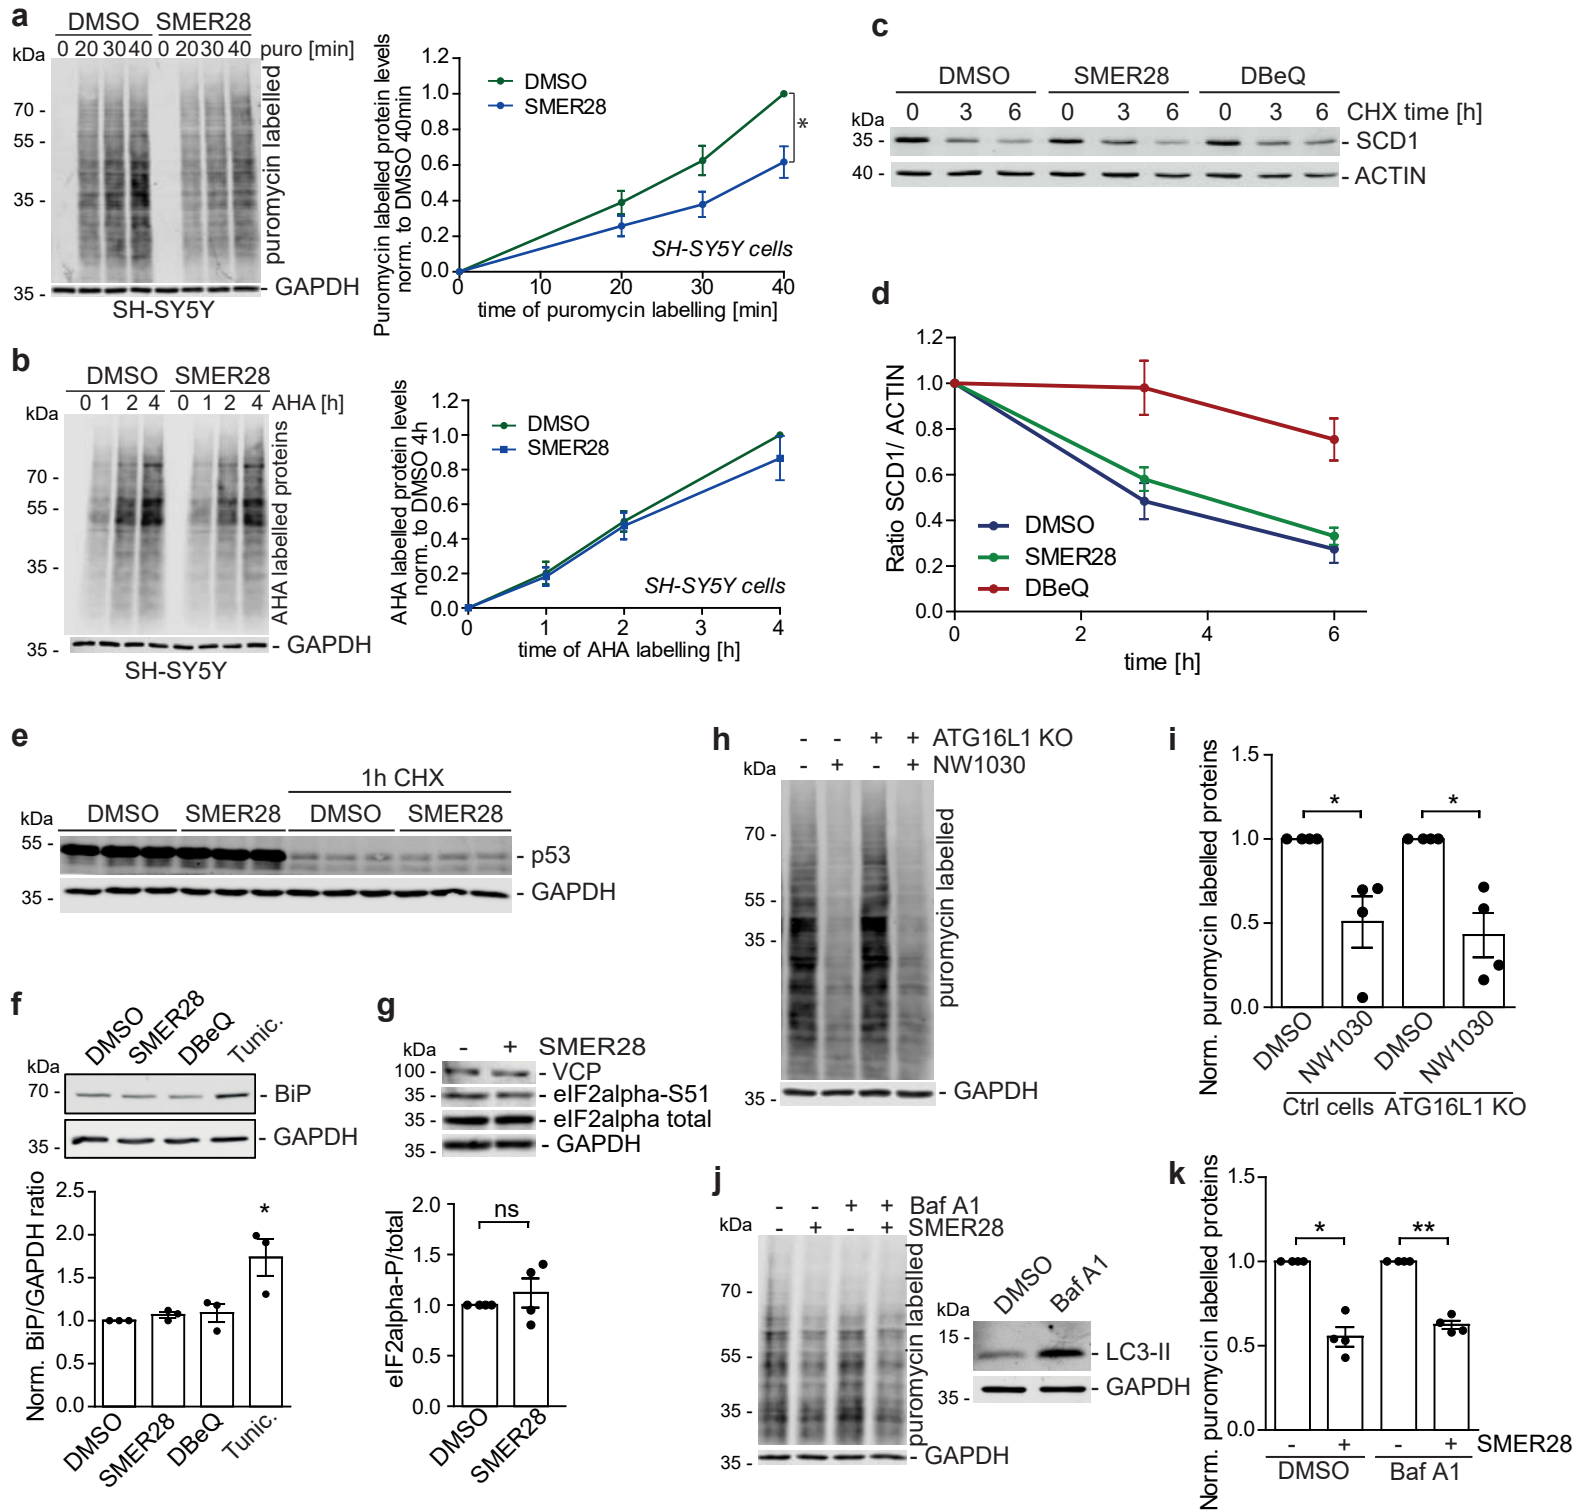 a
DMSO SMER28
kDa 0 20 30 40 0 20 30 40 puro [min]
70 -
55 -
35 -
puromycin labelled
35 - - GAPDH
SH-SY5Y
Puromycin labelled protein levels
norm. to DMSO 40min
1.2
1.0
0.8
0.6
0.4
0.2
0.0
DMSO
SMER28
*
SH-SY5Y cells
0 10 20 30 40
time of puromycin labelling [min]
b
DMSO SMER28
0 1 2 4 0 1 2 4 AHA [h]
kDa
70 -
55 -
35 -
AHA labelled proteins
35 - - GAPDH
SH-SY5Y
AHA labelled protein levels
norm. to DMSO 4h
1.2
1.0
0.8
0.6
0.4
0.2
0.0
DMSO
SMER28
SH-SY5Y cells
0 1 2 3 4
time of AHA labelling [h]
c
DMSO SMER28 DBeQ
0 3 6 0 3 6 0 3 6 CHX time [h]
kDa
35 - - SCD1
40 - - ACTIN
d
Ratio SCD1/ ACTIN
1.2
1.0
0.8
0.6
0.4
0.2
0.0
DMSO
SMER28
DBeQ
0 2 4 6
time [h]
e
1h CHX
DMSO SMER28 DMSO SMER28
kDa
55 - - p53
35 - - GAPDH
f
DMSO SMER28 DBeQ Tunic.
kDa
70 - - BiP
35 - - GAPDH
Norm. BiP/GAPDH ratio
2.5
2.0
1.5
1.0
0.5
0.0
*
DMSO SMER28 DBeQ Tunic.
g
kDa - + SMER28
100 - - VCP
35 - - eIF2alpha-S51
35 - - eIF2alpha total
35 - - GAPDH
eIF2alpha-P/total
2.0
1.5
1.0
0.5
0.0
ns
DMSO SMER28
h
- - + + ATG16L1 KO
- + - + NW1030
kDa
70 -
55 -
35 -
puromycin labelled
35 - - GAPDH
i
Norm. puromycin labelled proteins
1.5
1.0
0.5
0.0
* *
DMSO NW1030 DMSO NW1030
Ctrl cells ATG16L1 KO
j
- - + + Baf A1
- + - + SMER28
kDa
70 -
55 -
35 -
puromycin labelled
35 - - GAPDH
DMSO Baf A1
kDa
15 - - LC3-II
35 - - GAPDH
k
Norm. puromycin labelled proteins
1.5
1.0
0.5
0.0
* **
- + - + SMER28
DMSO Baf A1